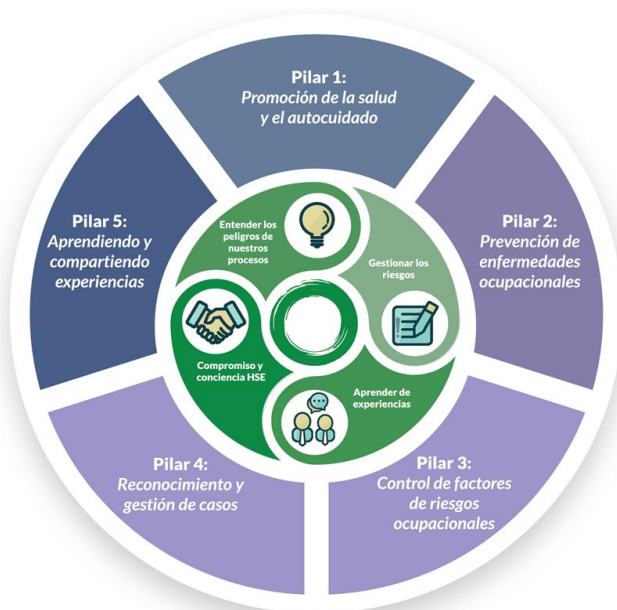 Pilar 1:
Promoción de la salud
y el autocuidado
Pilar 2:
Prevención de
enfermedades
ocupacionales
Pilar 3:
Control de factores
de riesgos
ocupacionales
Pilar 4:
Reconocimiento y
gestión de casos
Pilar 5:
Aprendiendo y
compartiendo
experiencias
Entender los
peligros de
nuestros
procesos
Gestionar los
riesgos
Aprender de
experiencias
Compromiso y
conciencia HSE